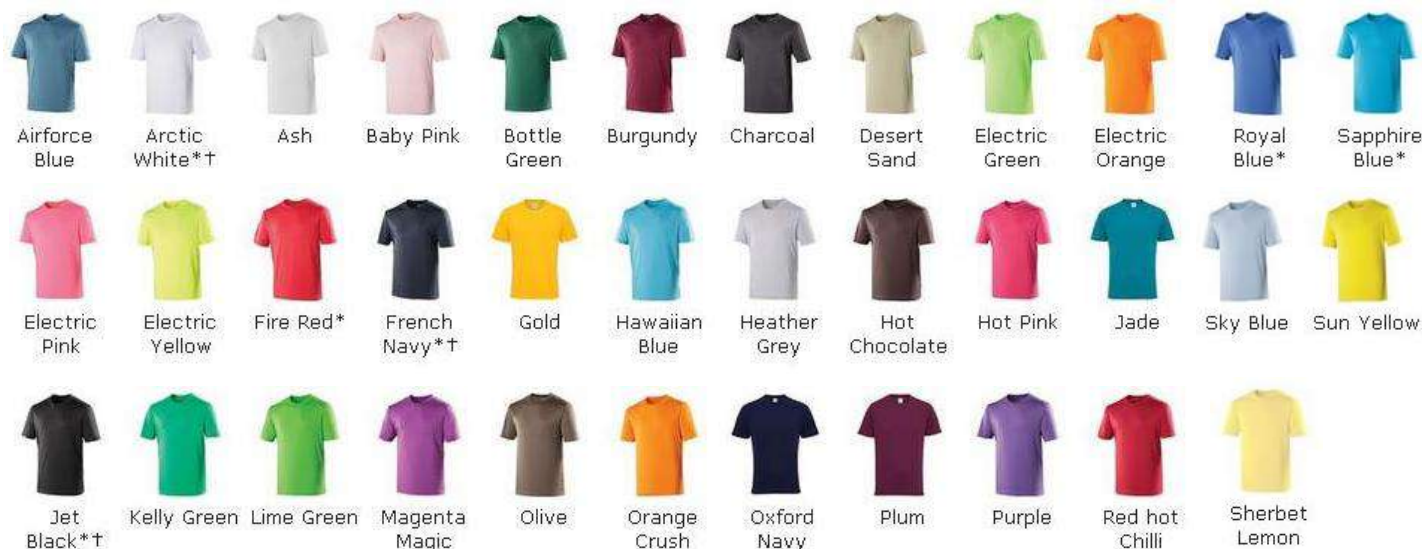 Airforce
Blue
Arctic
White*†
Ash
Baby Pink
Bottle
Green
Burgundy
Charcoal
Desert
Sand
Electric
Green
Electric
Orange
Royal
Blue*
Sapphire
Blue*
Electric
Pink
Electric
Yellow
Fire Red*
French
Navy*†
Gold
Hawaiian
Blue
Heather
Grey
Hot
Chocolate
Hot Pink
Jade
Sky Blue
Sun Yellow
Jet
Black*†
Kelly Green
Lime Green
Magenta
Magic
Olive
Orange
Crush
Oxford
Navy
Plum
Purple
Red hot
Chilli
Sherbet
Lemon